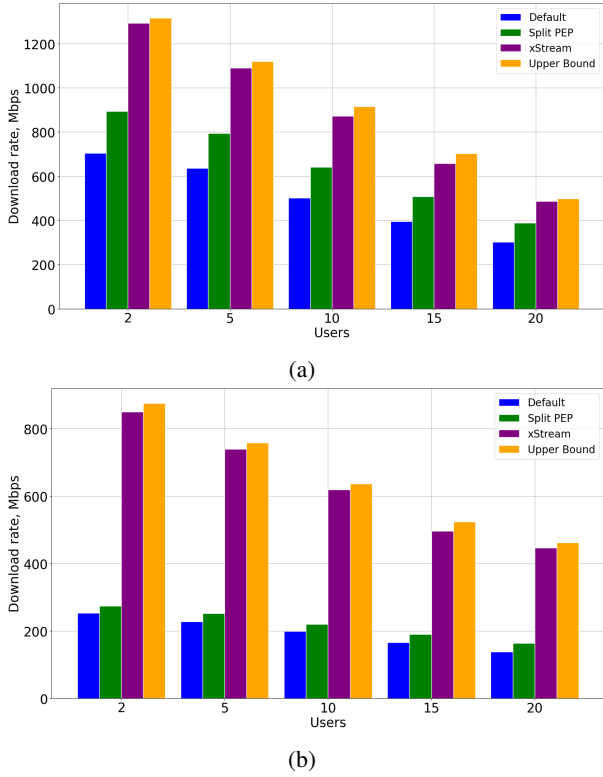 Default
Split PEP
xStream
Upper Bound
1200
1000
800
600
400
200
0
Download rate, Mbps
2 5 10 15 20
Users
(a)
Default
Split PEP
xStream
Upper Bound
800
600
400
200
0
Download rate, Mbps
2 5 10 15 20
Users
(b)